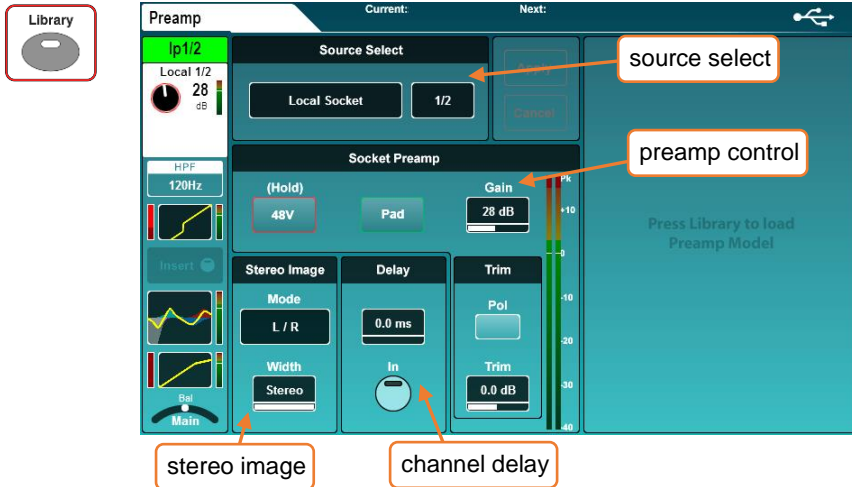 Library
Preamp
Current:
Next:
Ip1/2
Local 1/2
28
dB
HPF
120Hz
Insert
Bal
Main
Source Select
Local Socket
1/2
Apply
Cancel
source select
Socket Preamp
(Hold)
48V
Pad
Gain
28 dB
preamp control
Pk
+10
0
-10
-20
-30
-40
Press Library to load
Preamp Model
Stereo Image
Mode
L / R
Width
Stereo
Delay
0.0 ms
In
Trim
Pol
Trim
0.0 dB
stereo image
channel delay